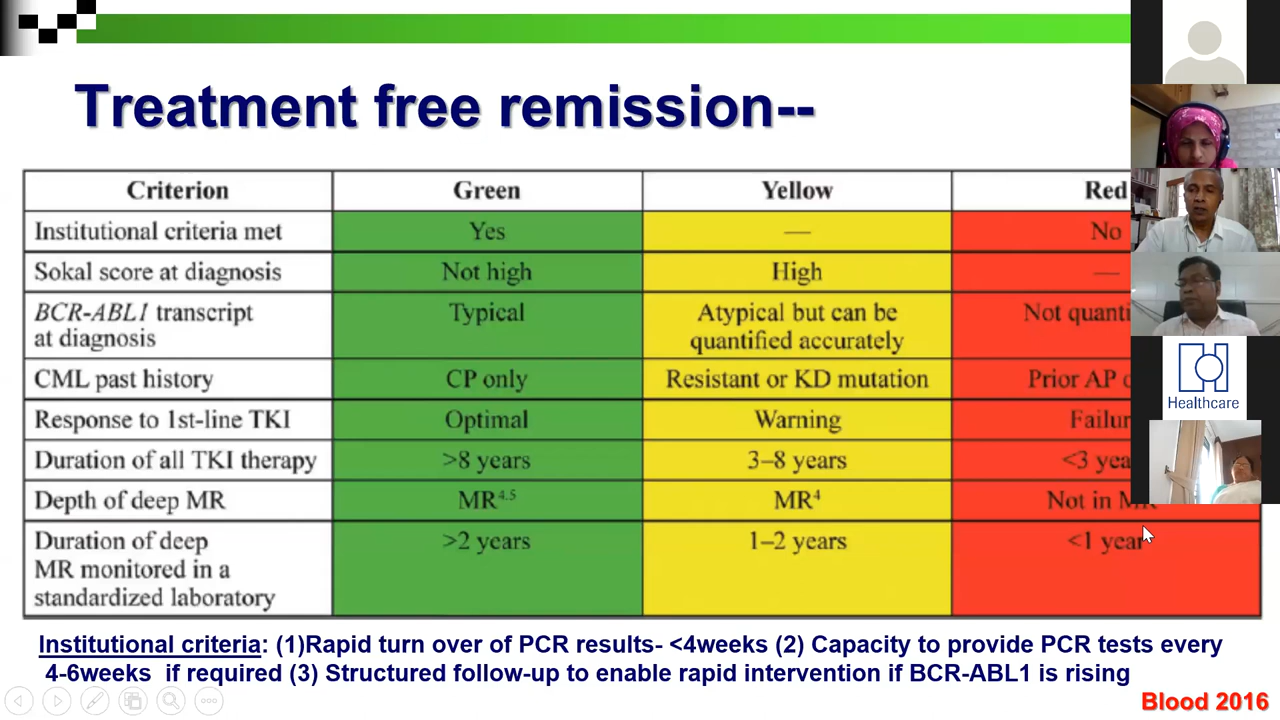 Treatment free remission--
Criterion Green Yellow Red
Institutional criteria met Yes — No
Sokal score at diagnosis Not high High —
BCR-ABL1 transcript
at diagnosis
Typical
Atypical but can be
quantified accurately
Not
CML past history CP only Resistant or KD mutation Prior AP
Response to 1st-line TKI Optimal Warning
Duration of all TKI therapy >8 years 3–8 years <3
Depth of deep MR MR4.5 MR4 Not in MR
Duration of deep
MR monitored in a
standardized laboratory
>2 years 1–2 years <1 year
Institutional criteria: (1)Rapid turn over of PCR results- <4weeks (2) Capacity to provide PCR tests every
4-6weeks if required (3) Structured follow-up to enable rapid intervention if BCR-ABL1 is rising
Blood 2016
Healthcare